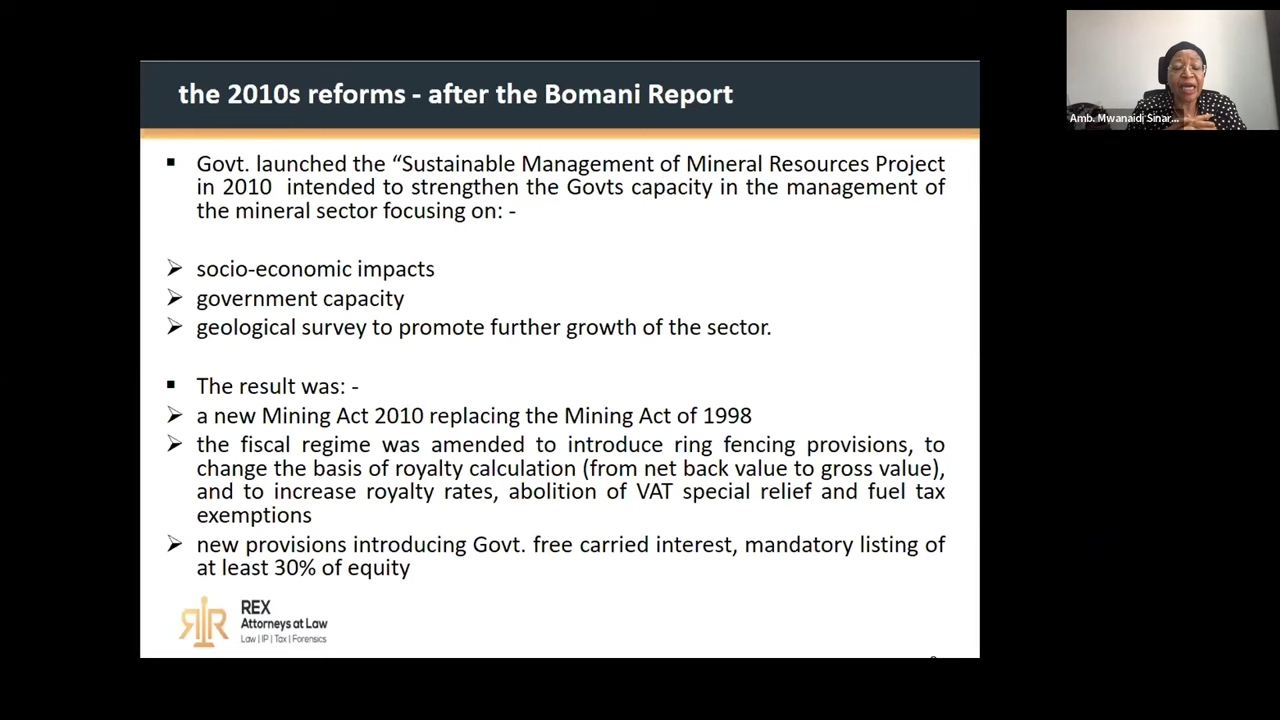 the 2010s reforms - after the Bomani Report
Amb. Mwanaidi Sinar...
▪ Govt. launched the “Sustainable Management of Mineral Resources Project
in 2010 intended to strengthen the Govts capacity in the management of
the mineral sector focusing on: -
➢ socio-economic impacts
➢ government capacity
➢ geological survey to promote further growth of the sector.
▪ The result was: -
➢ a new Mining Act 2010 replacing the Mining Act of 1998
➢ the fiscal regime was amended to introduce ring fencing provisions, to
change the basis of royalty calculation (from net back value to gross value),
and to increase royalty rates, abolition of VAT special relief and fuel tax
exemptions
➢ new provisions introducing Govt. free carried interest, mandatory listing of
at least 30% of equity
REX
Attorneys at Law
Law | IP | Tax | Forensics